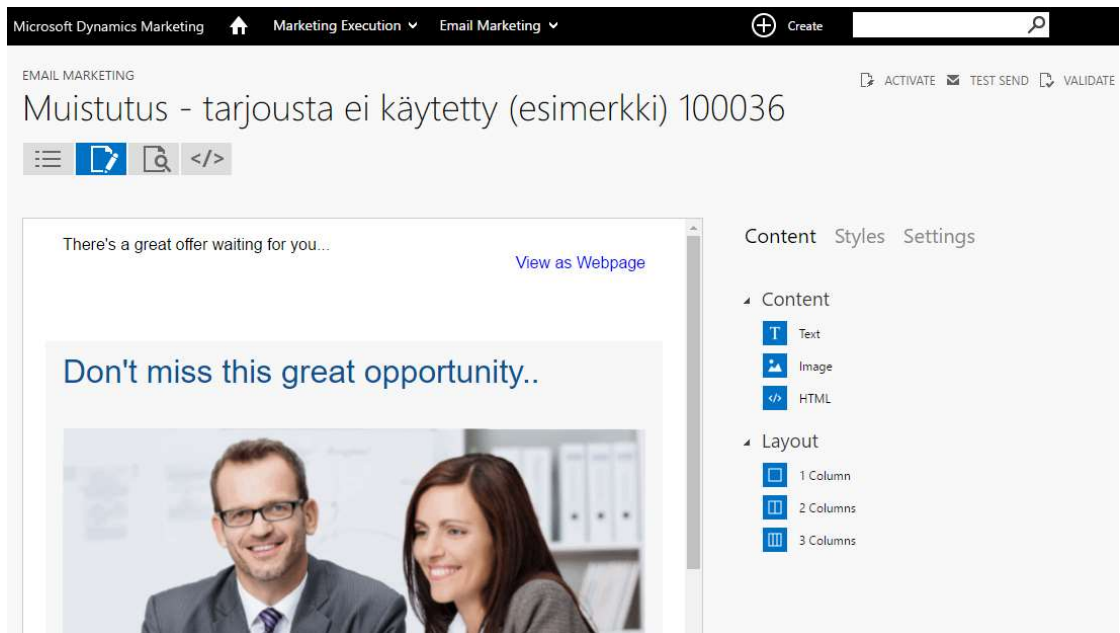 Microsoft Dynamics Marketing Marketing Execution Email Marketing Create
EMAIL MARKETING
ACTIVATE TEST SEND VALIDATE
Muistutus - tarjousta ei käytetty (esimerkki) 100036
</>
There's a great offer waiting for you...
View as Webpage
Don't miss this great opportunity..
Content Styles Settings
Content
Text
Image
HTML
Layout
1 Column
2 Columns
3 Columns